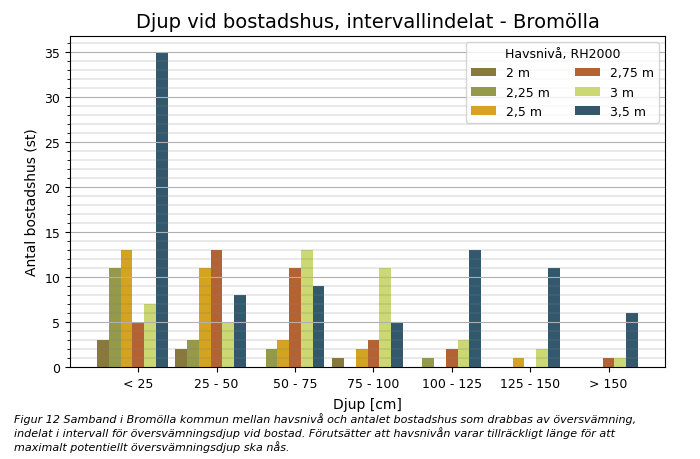 Djup vid bostadshus, intervallindelat - Bromölla
Havsnivå, RH2000
2 m
2,25 m
2,5 m
2,75 m
3 m
3,5 m
Antal bostadshus (st)
35
30
25
20
15
10
5
0
< 25
25 - 50
50 - 75
75 - 100
100 - 125
125 - 150
> 150
Djup [cm]
Figur 12 Samband i Bromölla kommun mellan havsnivå och antalet bostadshus som drabbas av översvämning,
indelat i intervall för översvämningsdjup vid bostad. Förutsätter att havsnivån varar tillräckligt länge för att
maximalt potentiellt översvämningsdjup ska nås.